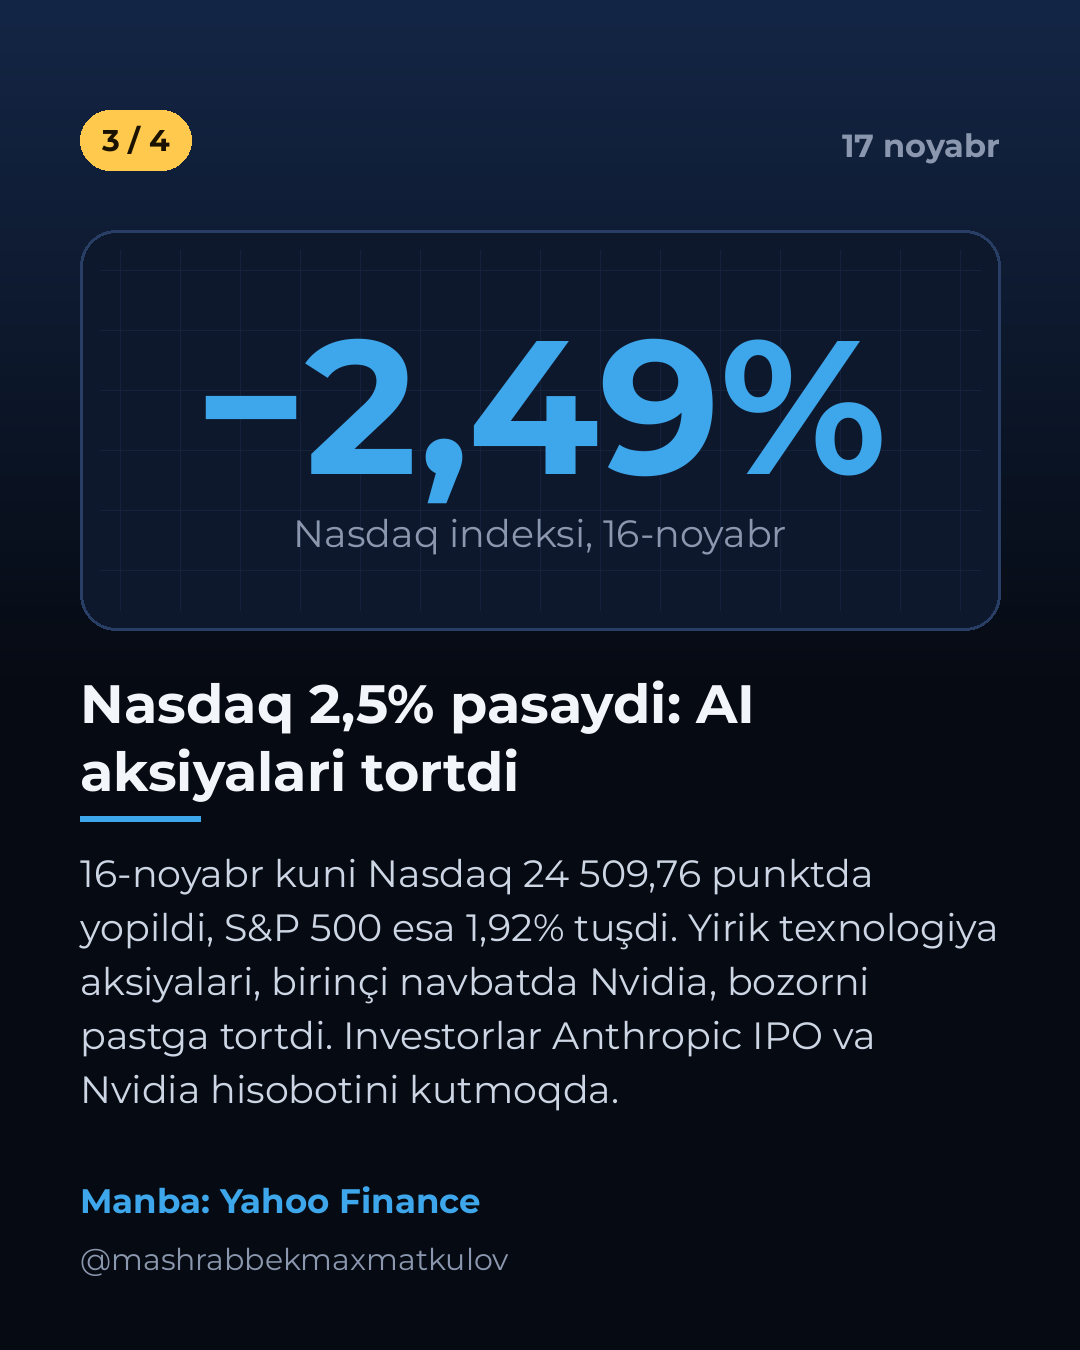 3 / 4
17 noyabr
−2,49%
Nasdaq indeksi, 16-noyabr
Nasdaq 2,5% pasaydi: AI
aksiyalari tortdi
16-noyabr kuni Nasdaq 24 509,76 punktda
yopildi, S&P 500 esa 1,92% tuşdi. Yirik texnologiya
aksiyalari, birinçi navbatda Nvidia, bozorni
pastga tortdi. Investorlar Anthropic IPO va
Nvidia hisobotini kutmoqda.
Manba: Yahoo Finance
@mashrabbekmaxmatkulov